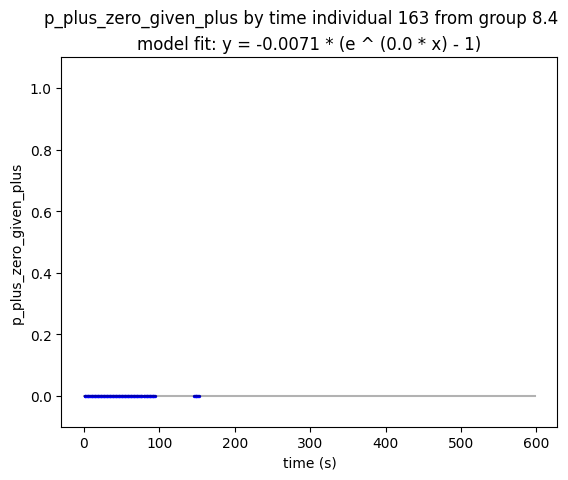 p_plus_zero_given_plus by time individual 163 from group 8.4
model fit: y = -0.0071 * (e ^ (0.0 * x) - 1)
p_plus_zero_given_plus
1.0
0.8
0.6
0.4
0.2
0.0
0 100 200 300 400 500 600
time (s)